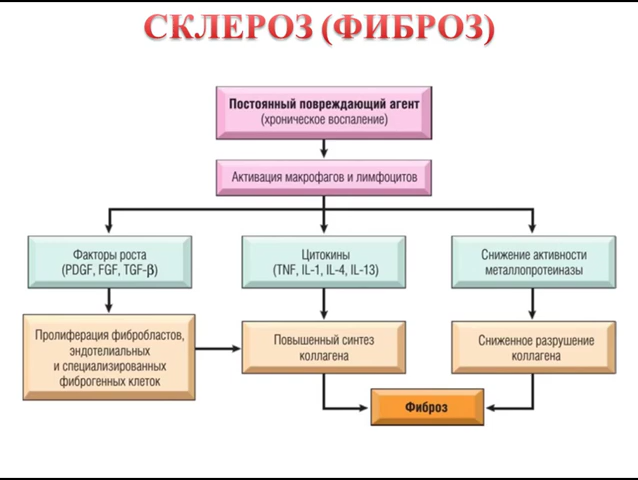 СКЛЕРОЗ (ФИБРОЗ)
Постоянный повреждающий агент
(хроническое воспаление)
Активация макрофагов и лимфоцитов
Факторы роста
(PDGF, FGF, TGF-β)
Цитокины
(TNF, IL-1, IL-4, IL-13)
Снижение активности
металлопротеиназы
Пролиферация фибробластов,
эндотелиальных
и специализированных
фиброгенных клеток
Повышенный синтез
коллагена
Сниженное разрушение
коллагена
Фиброз